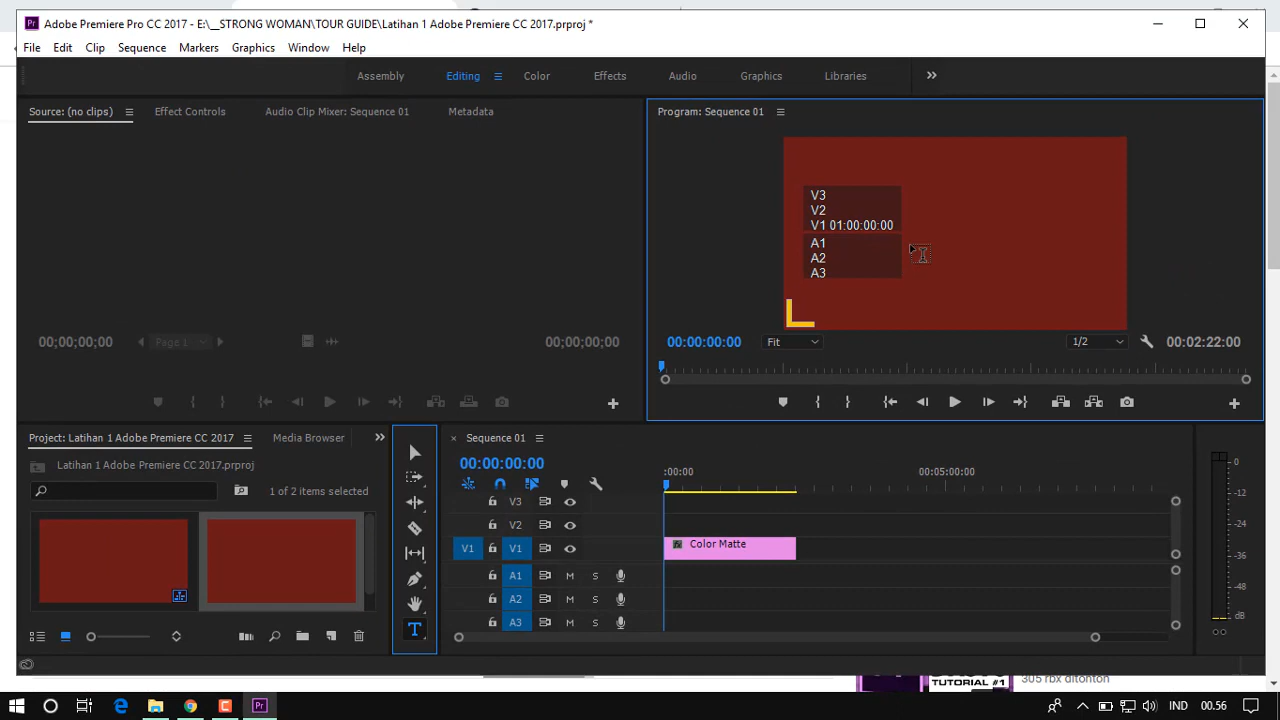 Adobe Premiere Pro CC 2017 - E:\__STRONG WOMAN\TOUR GUIDE\Latihan 1 Adobe Premiere CC 2017.prproj *
File Edit Clip Sequence Markers Graphics Window Help
Assembly Editing Color Effects Audio Graphics Libraries
Source: (no clips) Effect Controls Audio Clip Mixer: Sequence 01 Metadata
Program: Sequence 01
V3
V2
V1 01:00:00:00
A1
A2
A3
00;00;00;00 Page 1 00;00;00;00
00:00:00:00 Fit 1/2 00:02:22:00
Project: Latihan 1 Adobe Premiere CC 2017 Media Browser
Latihan 1 Adobe Premiere CC 2017.prproj
1 of 2 items selected
Sequence 01
00:00:00:00
:00:00 00:05:00:00
V3
V2
V1 V1 Color Matte
A1 M S
A2 M S
A3 M S
0
-12
-24
-36
-48
dB
T
TUTORIAL #1
305 rbx ditonton
IND 00.56